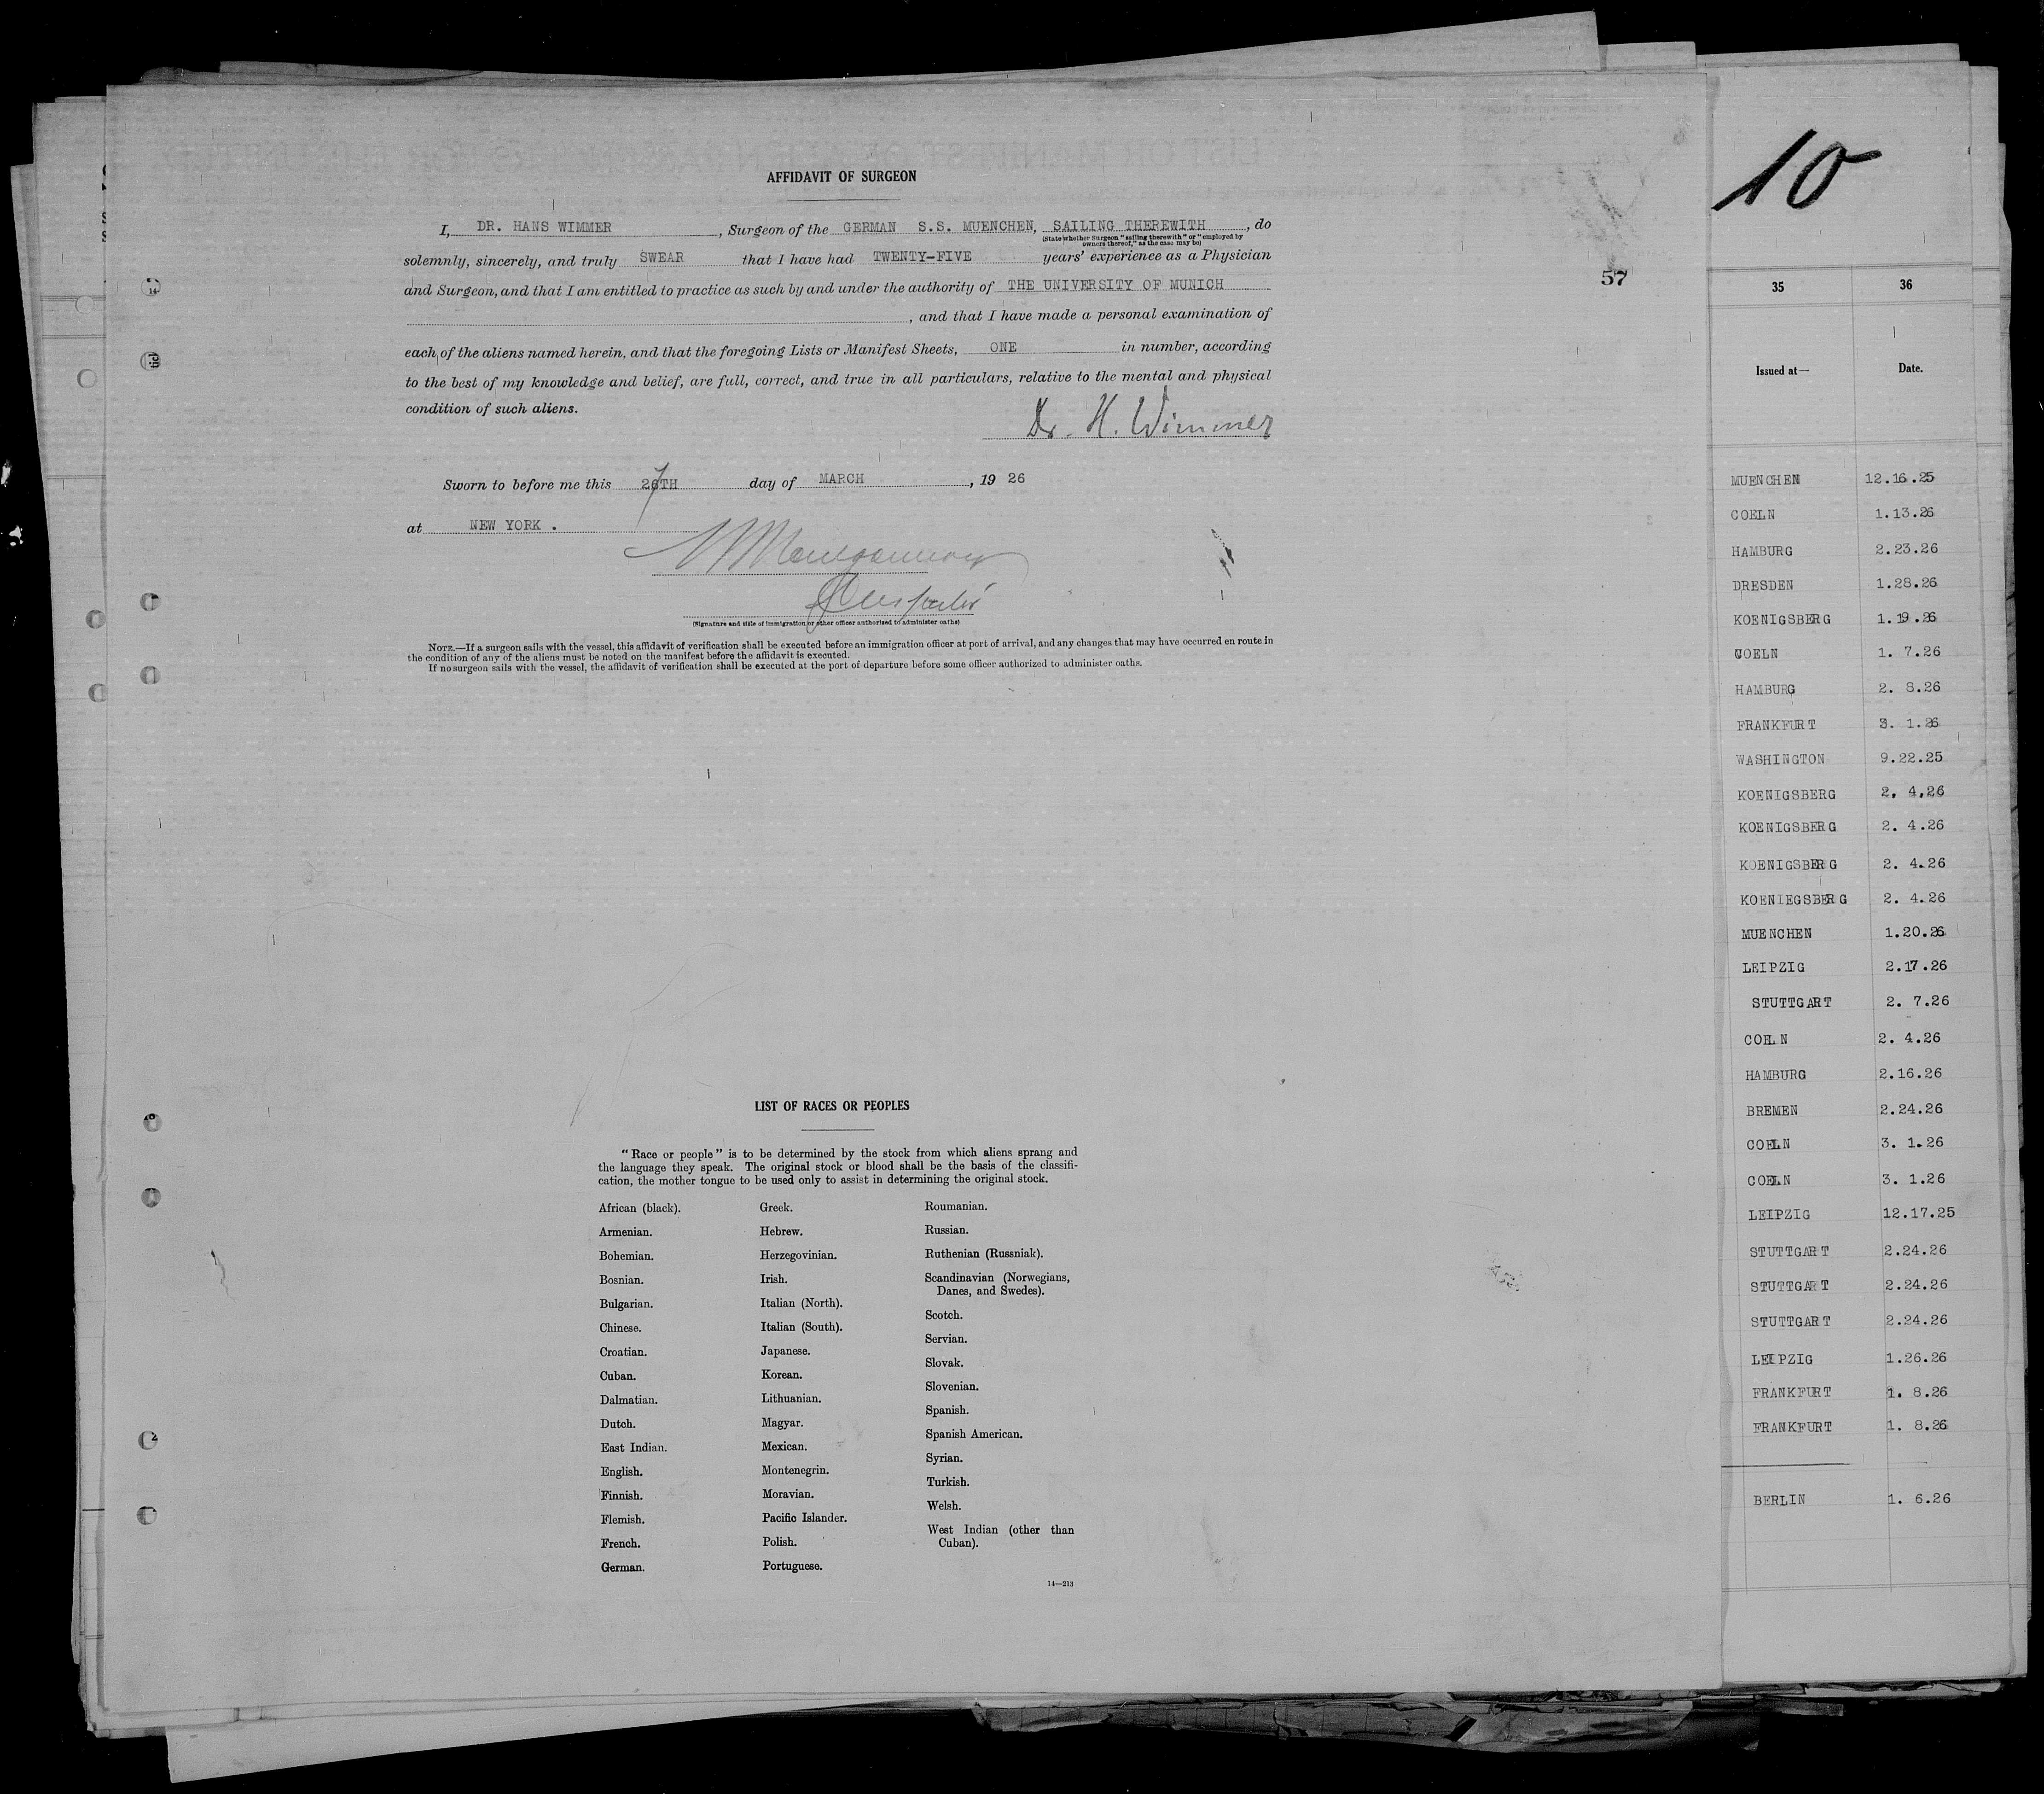 AFFIDAVIT OF SURGEON
I, DR. HANS WIMMER, Surgeon of the GERMAN S.S. MUENCHEN, SAILING THEREWITH, do
(State whether Surgeon "sailing therewith" or "employed by
owners thereof," as the case may be)
solemnly, sincerely, and truly SWEAR that I have had TWENTY-FIVE years' experience as a Physician
and Surgeon, and that I am entitled to practice as such by and under the authority of THE UNIVERSITY OF MUNICH
, and that I have made a personal examination of
each of the aliens named herein, and that the foregoing Lists or Manifest Sheets, ONE in number, according
to the best of my knowledge and belief, are full, correct, and true in all particulars, relative to the mental and physical
condition of such aliens.
Dr. H. Wimmer
Sworn to before me this 26TH 7 day of MARCH, 19 26
at NEW YORK .
(Signature and title of immigration or other officer authorized to administer oaths)
NOTE.—If a surgeon sails with the vessel, this affidavit of verification shall be executed before an immigration officer at port of arrival, and any changes that may have occurred en route in
the condition of any of the aliens must be noted on the manifest before the affidavit is executed.
If no surgeon sails with the vessel, the affidavit of verification shall be executed at the port of departure before some officer authorized to administer oaths.
57
LIST OF RACES OR PEOPLES
"Race or people" is to be determined by the stock from which aliens sprang and
the language they speak. The original stock or blood shall be the basis of the classifi-
cation, the mother tongue to be used only to assist in determining the original stock.
African (black).
Armenian.
Bohemian.
Bosnian.
Bulgarian.
Chinese.
Croatian.
Cuban.
Dalmatian.
Dutch.
East Indian.
English.
Finnish.
Flemish.
French.
German.
Greek.
Hebrew.
Herzegovinian.
Irish.
Italian (North).
Italian (South).
Japanese.
Korean.
Lithuanian.
Magyar.
Mexican.
Montenegrin.
Moravian.
Pacific Islander.
Polish.
Portuguese.
Roumanian.
Russian.
Ruthenian (Russniak).
Scandinavian (Norwegians,
Danes, and Swedes).
Scotch.
Servian.
Slovak.
Slovenian.
Spanish.
Spanish American.
Syrian.
Turkish.
Welsh.
West Indian (other than
Cuban).
14—213
10
35 36
Issued at— Date.
MUENCHEN 12.16.25
COELN 1.13.26
HAMBURG 2.23.26
DRESDEN 1.28.26
KOENIGSBERG 1.19.26
COELN 1. 7.26
HAMBURG 2. 8.26
FRANKFURT 3. 1.26
WASHINGTON 9.22.25
KOENIGSBERG 2. 4.26
KOENIGSBERG 2. 4.26
KOENIGSBERG 2. 4.26
KOENIEGSBERG 2. 4.26
MUENCHEN 1.20.26
LEIPZIG 2.17.26
STUTTGART 2. 7.26
COELN 2. 4.26
HAMBURG 2.16.26
BREMEN 2.24.26
COELN 3. 1.26
COELN 3. 1.26
LEIPZIG 12.17.25
STUTTGART 2.24.26
STUTTGART 2.24.26
STUTTGART 2.24.26
LEIPZIG 1.26.26
FRANKFURT 1. 8.26
FRANKFURT 1. 8.26
BERLIN 1. 6.26